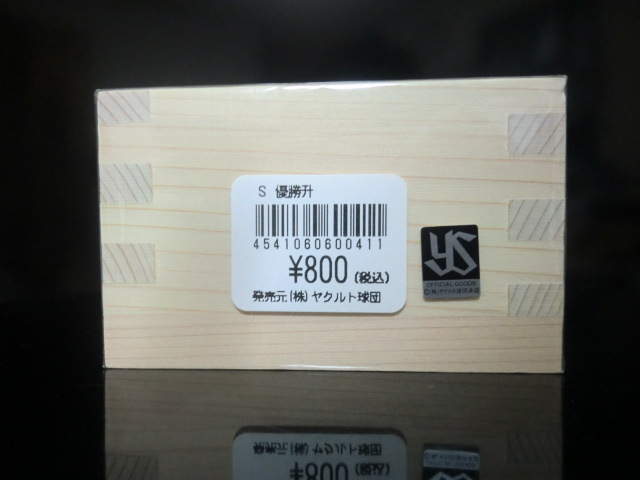 S 優勝升
4541060600411
¥800(税込)
発売元(株)ヤクルト球団
YS
OFFICIAL GOODS